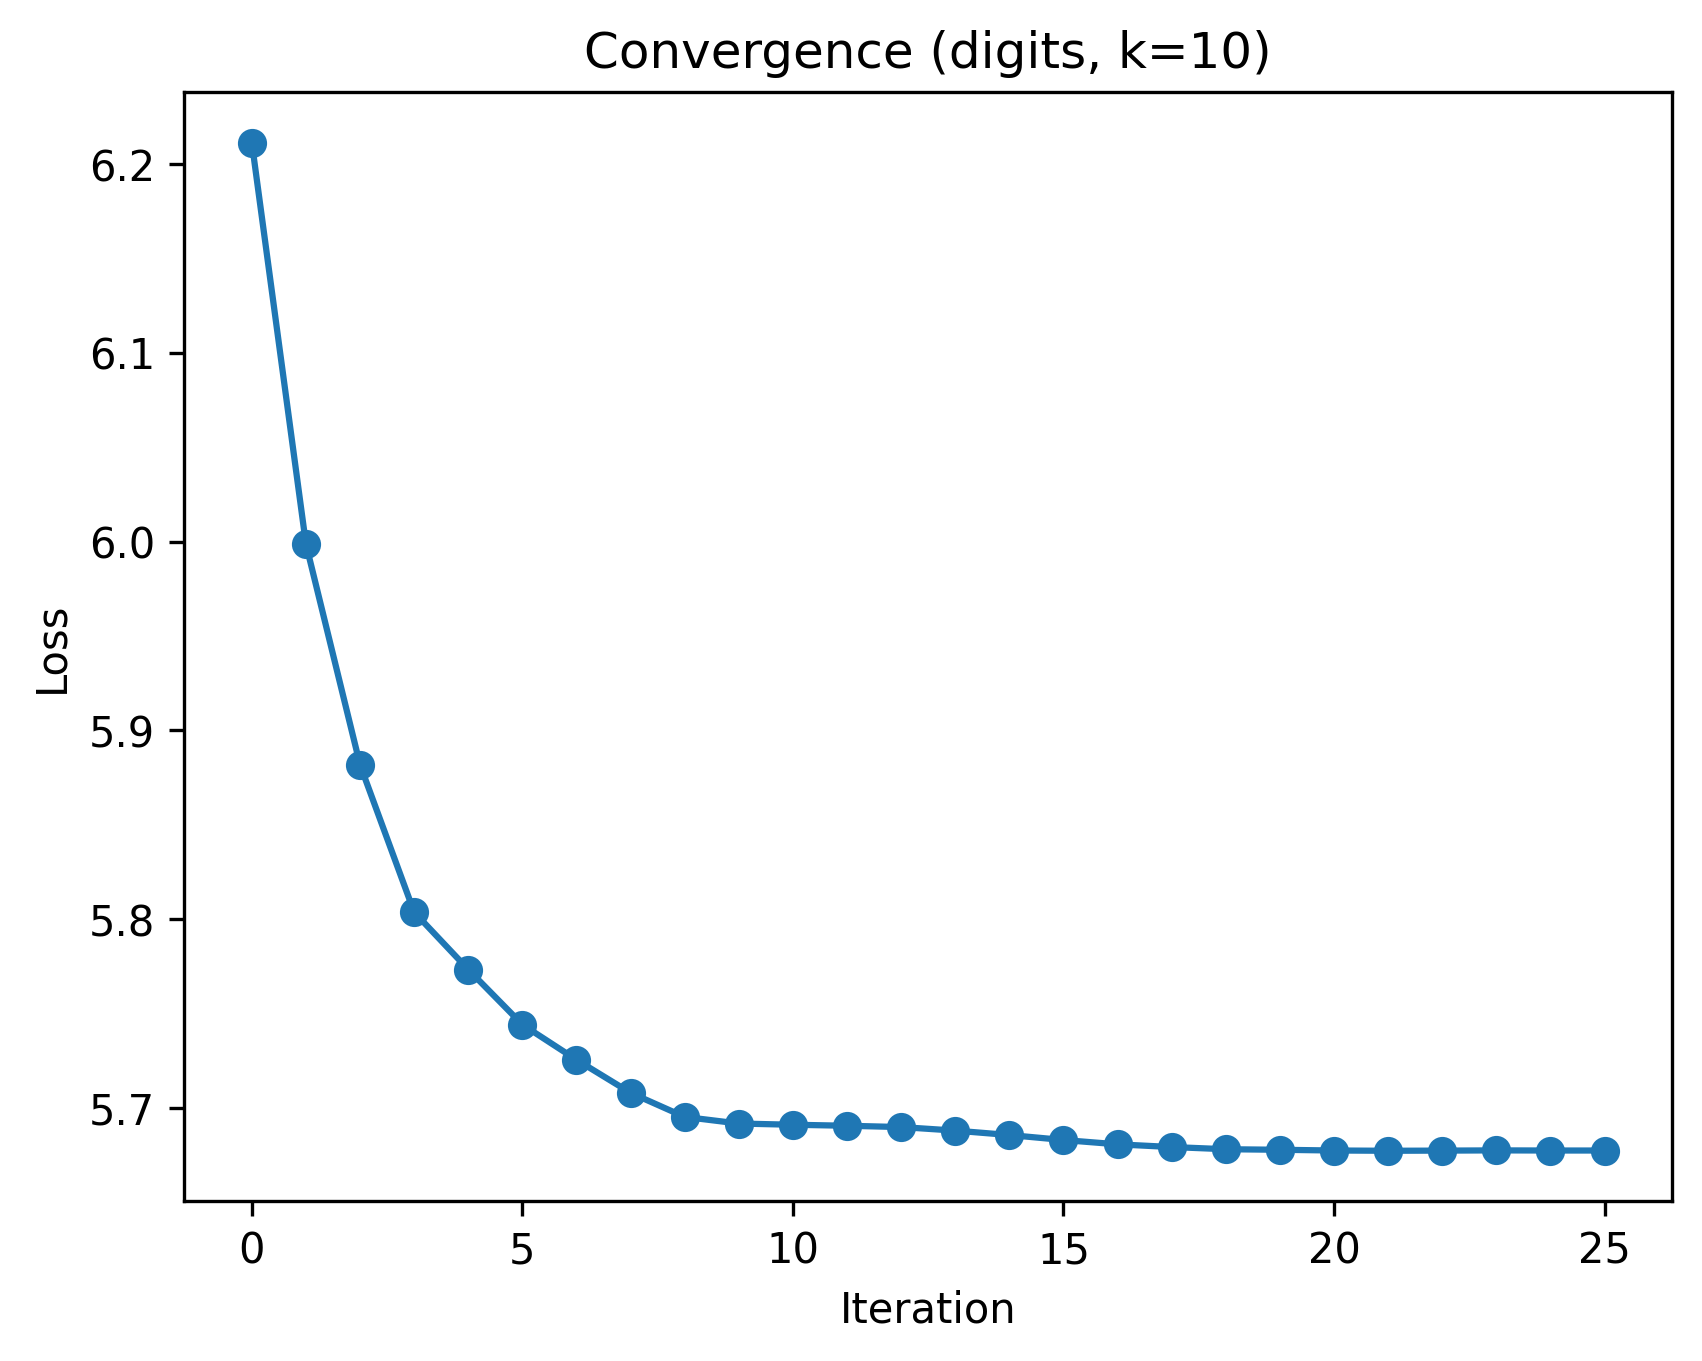 Convergence (digits, k=10)
6.2
6.1
6.0
5.9
5.8
5.7
Loss
0 5 10 15 20 25
Iteration